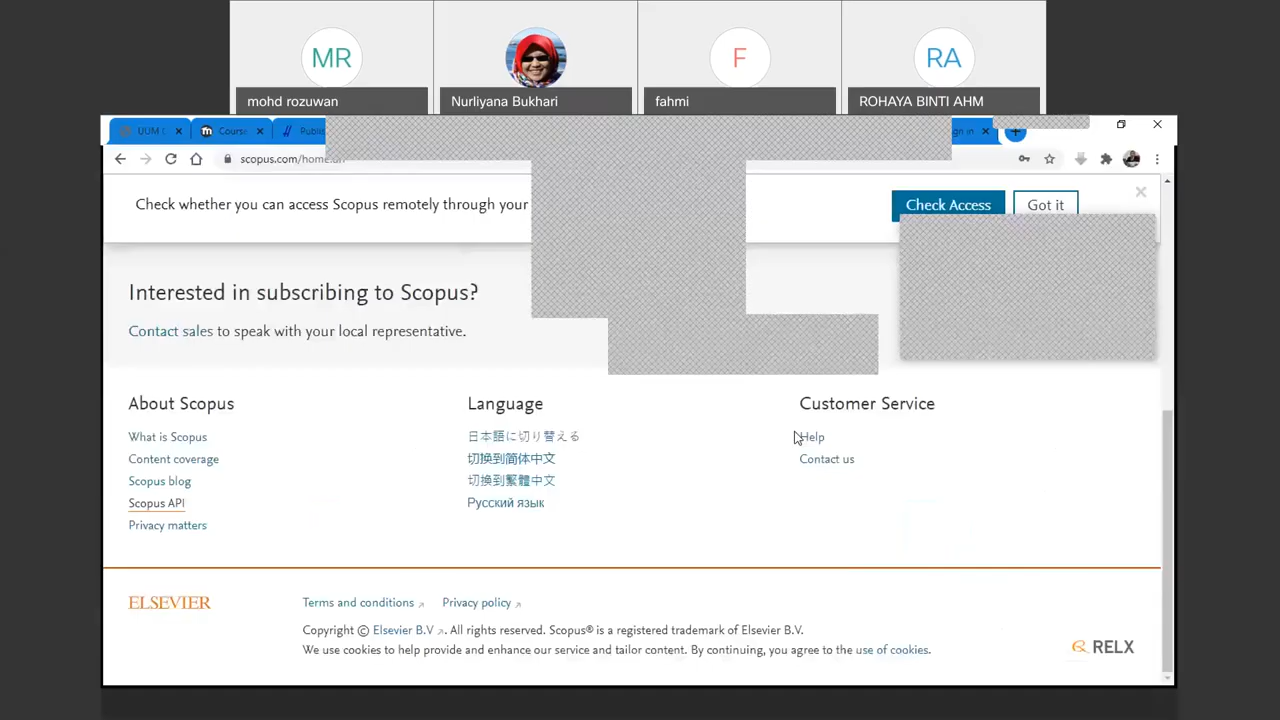 MR
F
RA
mohd rozuwan
Nurliyana Bukhari
fahmi
ROHAYA BINTI AHM
UUM
Course
Publis
ign in
scopus.com/home.uri
Check whether you can access Scopus remotely through your
Check Access
Got it
Interested in subscribing to Scopus?
Contact sales to speak with your local representative.
About Scopus
What is Scopus
Content coverage
Scopus blog
Scopus API
Privacy matters
Language
日本語に切り替える
切换到简体中文
切換到繁體中文
Русский язык
Customer Service
Help
Contact us
ELSEVIER
Terms and conditions
Privacy policy
Copyright © Elsevier B.V . All rights reserved. Scopus® is a registered trademark of Elsevier B.V.
We use cookies to help provide and enhance our service and tailor content. By continuing, you agree to the use of cookies.
RELX